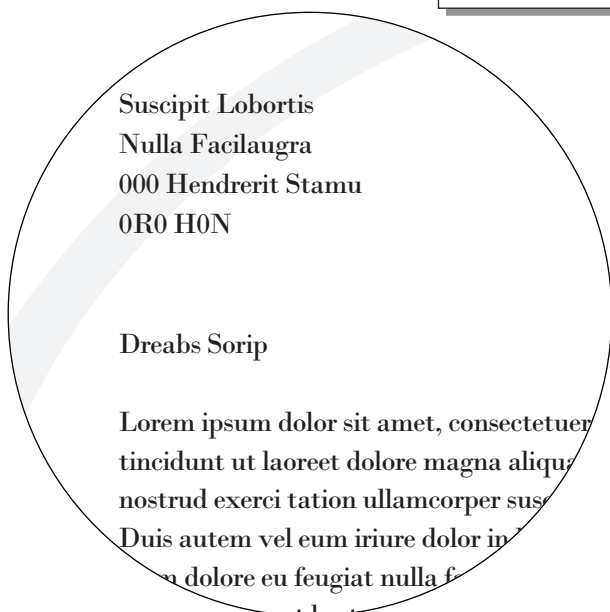 Suscipit Lobortis
Nulla Facilaugra
000 Hendrerit Stamu
0R0 H0N
Dreabs Sorip
Lorem ipsum dolor sit amet, consectetuer
tincidunt ut laoreet dolore magna
nostrud exerci tation ullamcorper
Duis autem vel eum iriure dolor in
dolore eu feugiat nulla